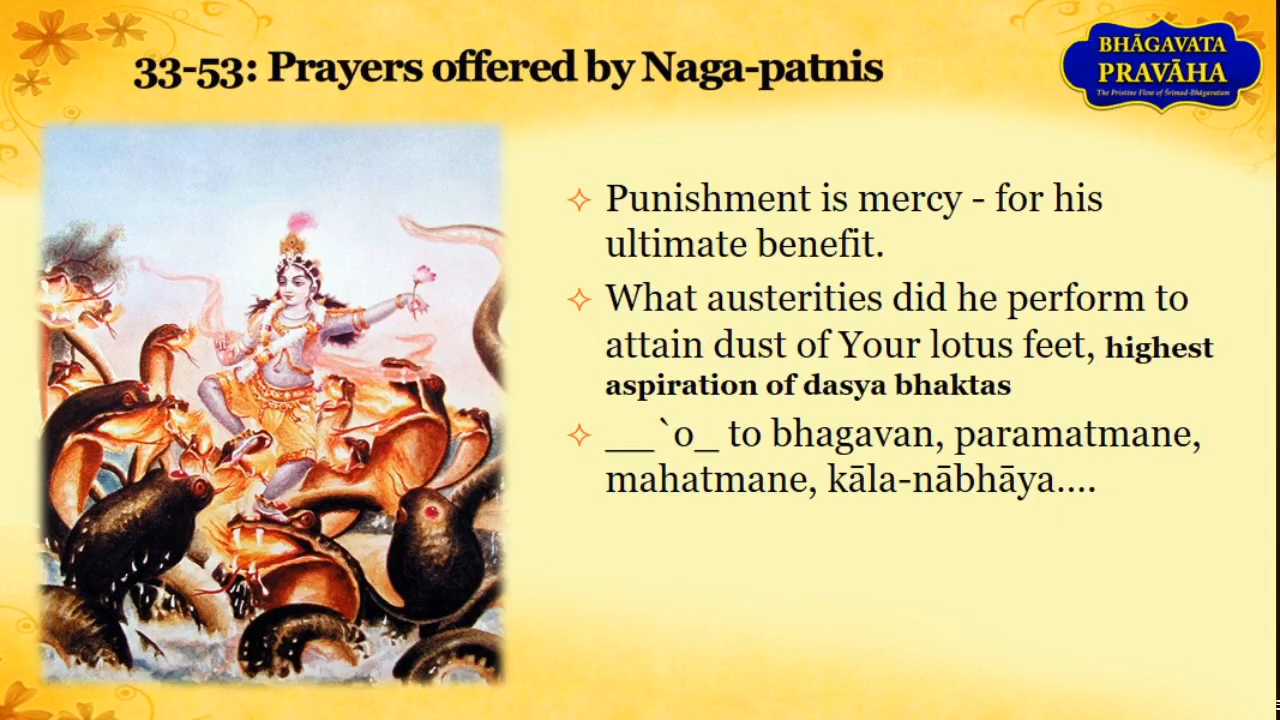 33-53: Prayers offered by Naga-patnis
BHĀGAVATA
PRAVĀHA
The Pristine Flow of Śrīmad-Bhāgavatam
Punishment is mercy - for his
ultimate benefit.
What austerities did he perform to
attain dust of Your lotus feet, highest
aspiration of dasya bhaktas
__`o_ to bhagavan, paramatmane,
mahatmane, kāla-nābhāya....